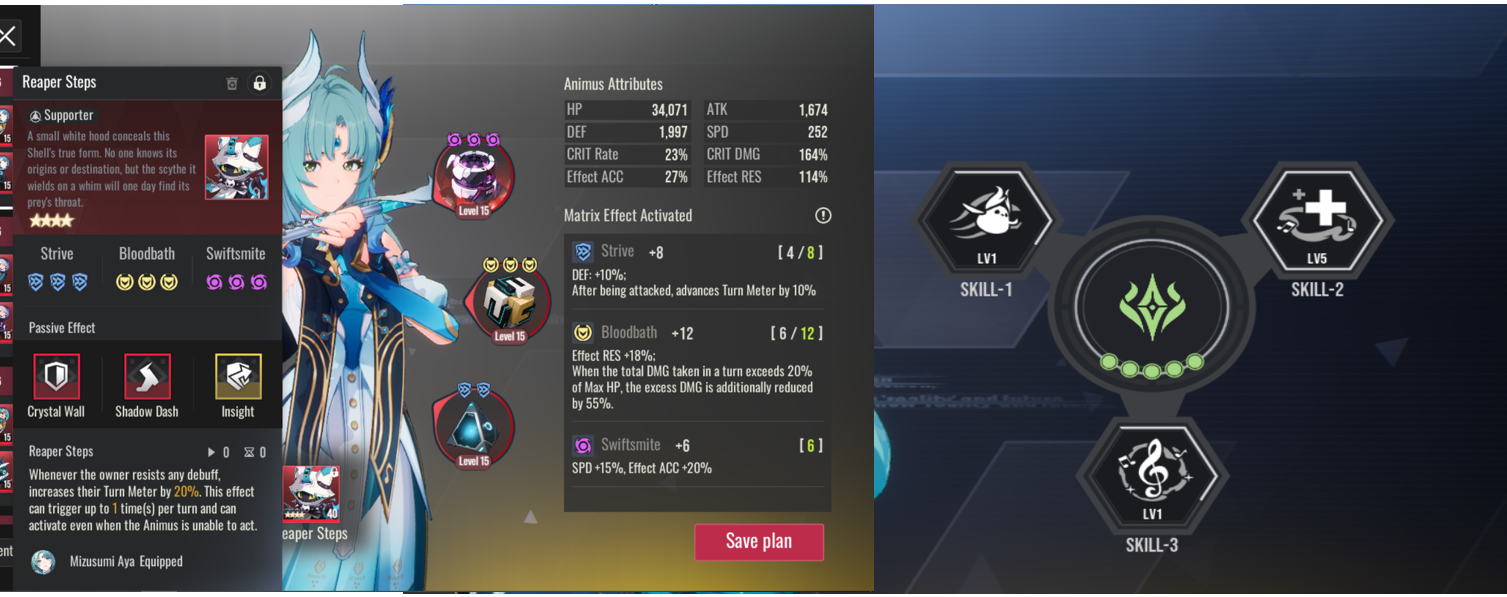 Reaper Steps
Supporter
A small white hood conceals this
Shell's true form. No one knows its
origins or destination, but the scythe it
wields on a whim will one day find its
prey's throat.
Strive Bloodbath Swiftsmite
Passive Effect
Crystal Wall Shadow Dash Insight
Reaper Steps 0 0
Whenever the owner resists any debuff,
increases their Turn Meter by 20%. This effect
can trigger up to 1 time(s) per turn and can
activate even when the Animus is unable to act.
Mizusumi Aya Equipped
15
15
15
15
15
15
ent
40
eaper Steps
Level 15
Level 15
Level 15
Animus Attributes
HP 34,071 ATK 1,674
DEF 1,997 SPD 252
CRIT Rate 23% CRIT DMG 164%
Effect ACC 27% Effect RES 114%
Matrix Effect Activated
Strive +8 [ 4 / 8 ]
DEF: +10%;
After being attacked, advances Turn Meter by 10%
Bloodbath +12 [ 6 / 12 ]
Effect RES +18%;
When the total DMG taken in a turn exceeds 20%
of Max HP, the excess DMG is additionally reduced
by 55%.
Swiftsmite +6 [ 6 ]
SPD +15%, Effect ACC +20%
Save plan
LV1
SKILL-1
LV5
SKILL-2
LV1
SKILL-3